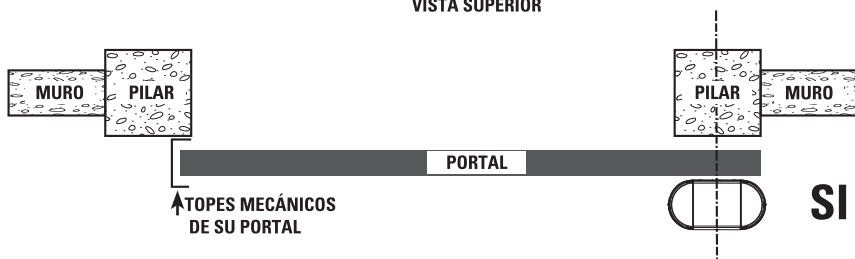 VISTA SUPERIOR
MURO PILAR PILAR MURO
PORTAL
TOPES MECÁNICOS
DE SU PORTAL
SI